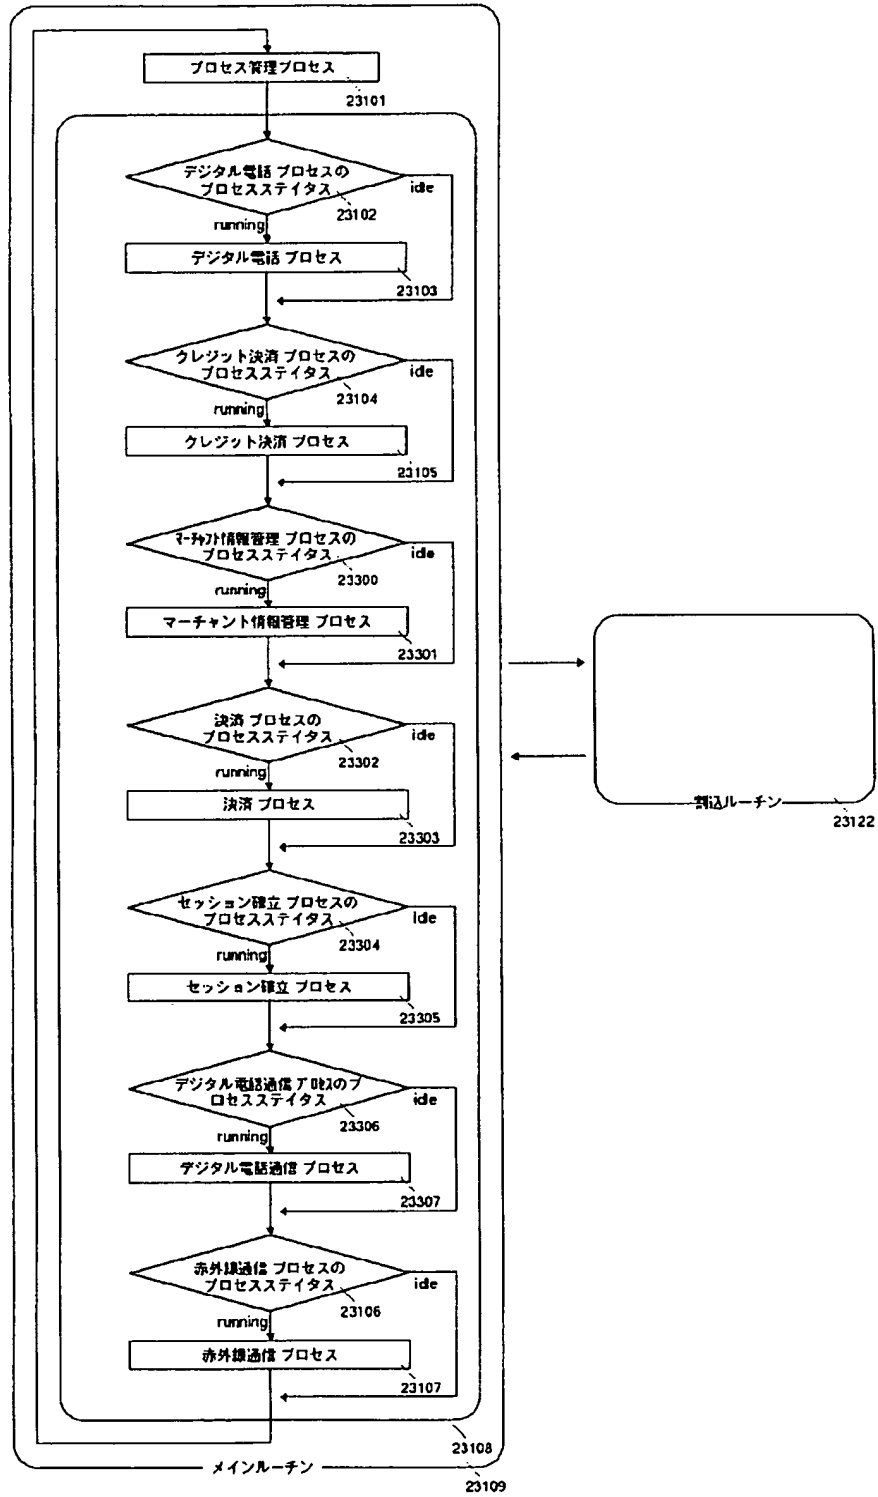 プロセス管理プロセス
23101
デジタル電話 プロセスの
プロセスステイタス
idle
23102
running
デジタル電話 プロセス
23103
クレジット決済 プロセスの
プロセスステイタス
idle
23104
running
クレジット決済 プロセス
23105
マーチャント情報管理 プロセスの
プロセスステイタス
idle
23300
running
マーチャント情報管理 プロセス
23301
決済 プロセスの
プロセスステイタス
idle
23302
running
決済 プロセス
23303
割込ルーチン
23122
セッション確立 プロセスの
プロセスステイタス
idle
23304
running
セッション確立 プロセス
23305
デジタル電話通信 プロセスのプ
ロセスステイタス
idle
23306
running
デジタル電話通信 プロセス
23307
赤外線通信 プロセスの
プロセスステイタス
idle
23106
running
赤外線通信 プロセス
23107
23108
メインルーチン
23109